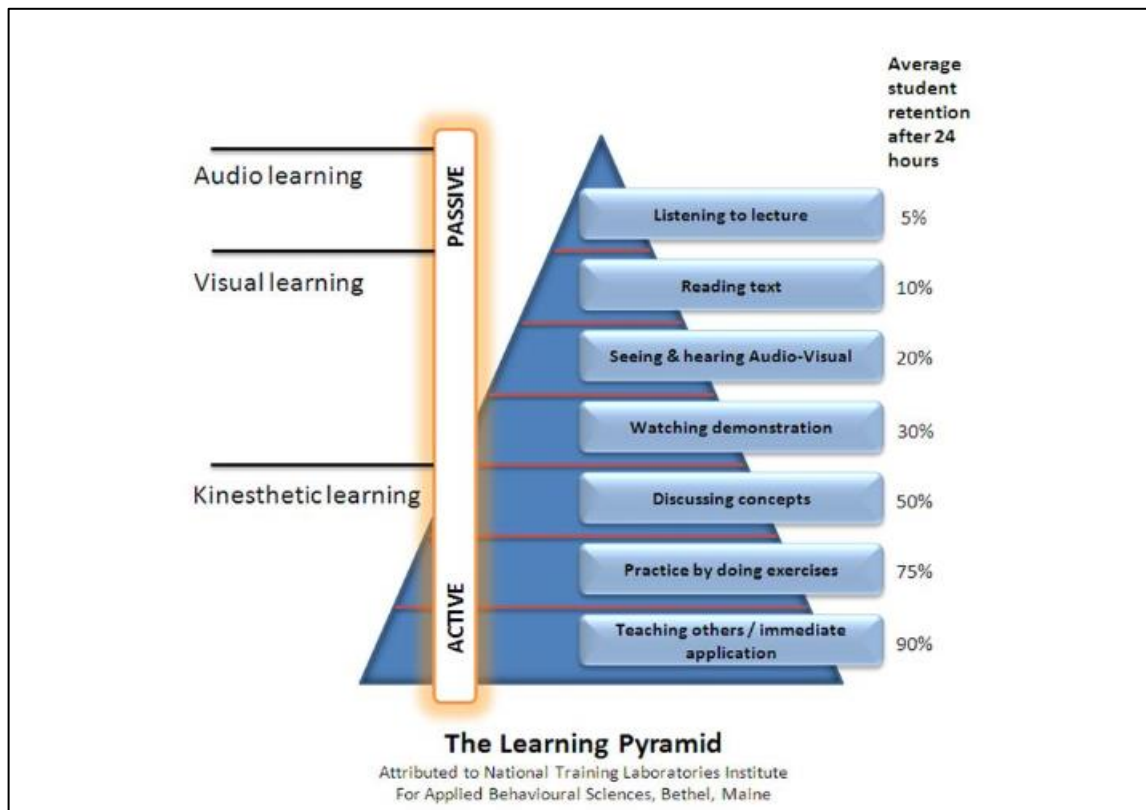 Average
student
retention
after 24
hours
Audio learning
Visual learning
Kinesthetic learning
PASSIVE
ACTIVE
Listening to lecture 5%
Reading text 10%
Seeing & hearing Audio-Visual 20%
Watching demonstration 30%
Discussing concepts 50%
Practice by doing exercises 75%
Teaching others / immediate
application 90%
The Learning Pyramid
Attributed to National Training Laboratories Institute
For Applied Behavioural Sciences, Bethel, Maine